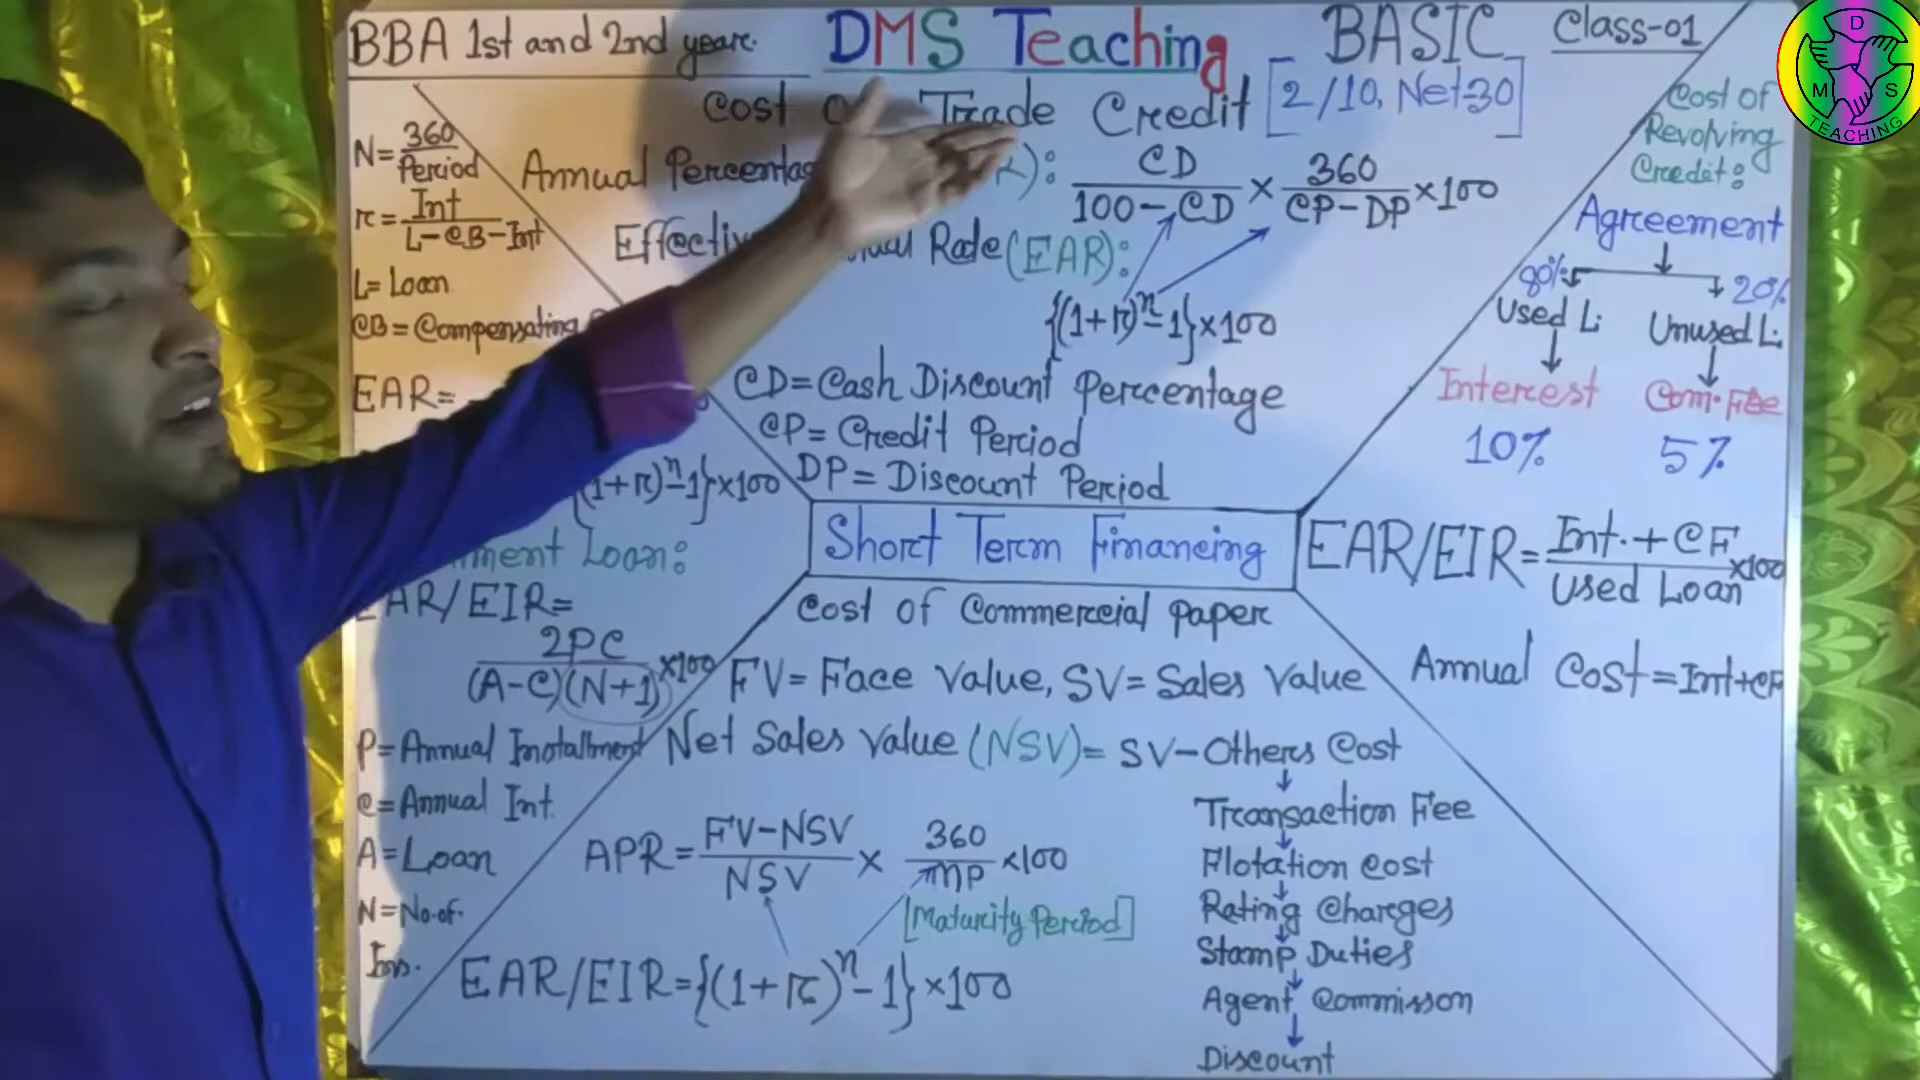 BBA 1st and 2nd year.
DMS Teaching
BASIC
Class-01
Cost Trade Credit [2/10, Net-30]
Annual : CD/100-CD × 360/CP-DP ×100
Rate (EAR):
{(1+r)^n-1}×100
CD=Cash Discount Percentage
CP= Credit Period
DP= Discount Period
N=360/Period
r=Int/L-CB-Int
L=Loan
CB=Compensating
EAR=
(1+r)^n-1}×100
Loan:
EAR/EIR=
2PC/(A-C)(N+1) ×100
P=Annual Installment
C=Annual Int.
A=Loan
N=No.of.
Ins.
Short Term Financing
Cost of Commercial paper
FV= Face Value, SV= Sales Value
Net Sales Value (NSV)= SV-Others Cost
Transaction Fee
Flotation Cost
Rating Charges
Stamp Duties
Agent Commisson
Discount
APR= FV-NSV/NSV × 360/MP ×100
[Maturity Period]
EAR/EIR={(1+r)^n-1}×100
Cost of
Revolving
Credit:
Agreement
80% 20%
Used L. Unused L.
Interest Com. Fee
10% 5%
EAR/EIR= Int.+CF/Used Loan ×100
Annual Cost=Int+CF
D
M S
TEACHING